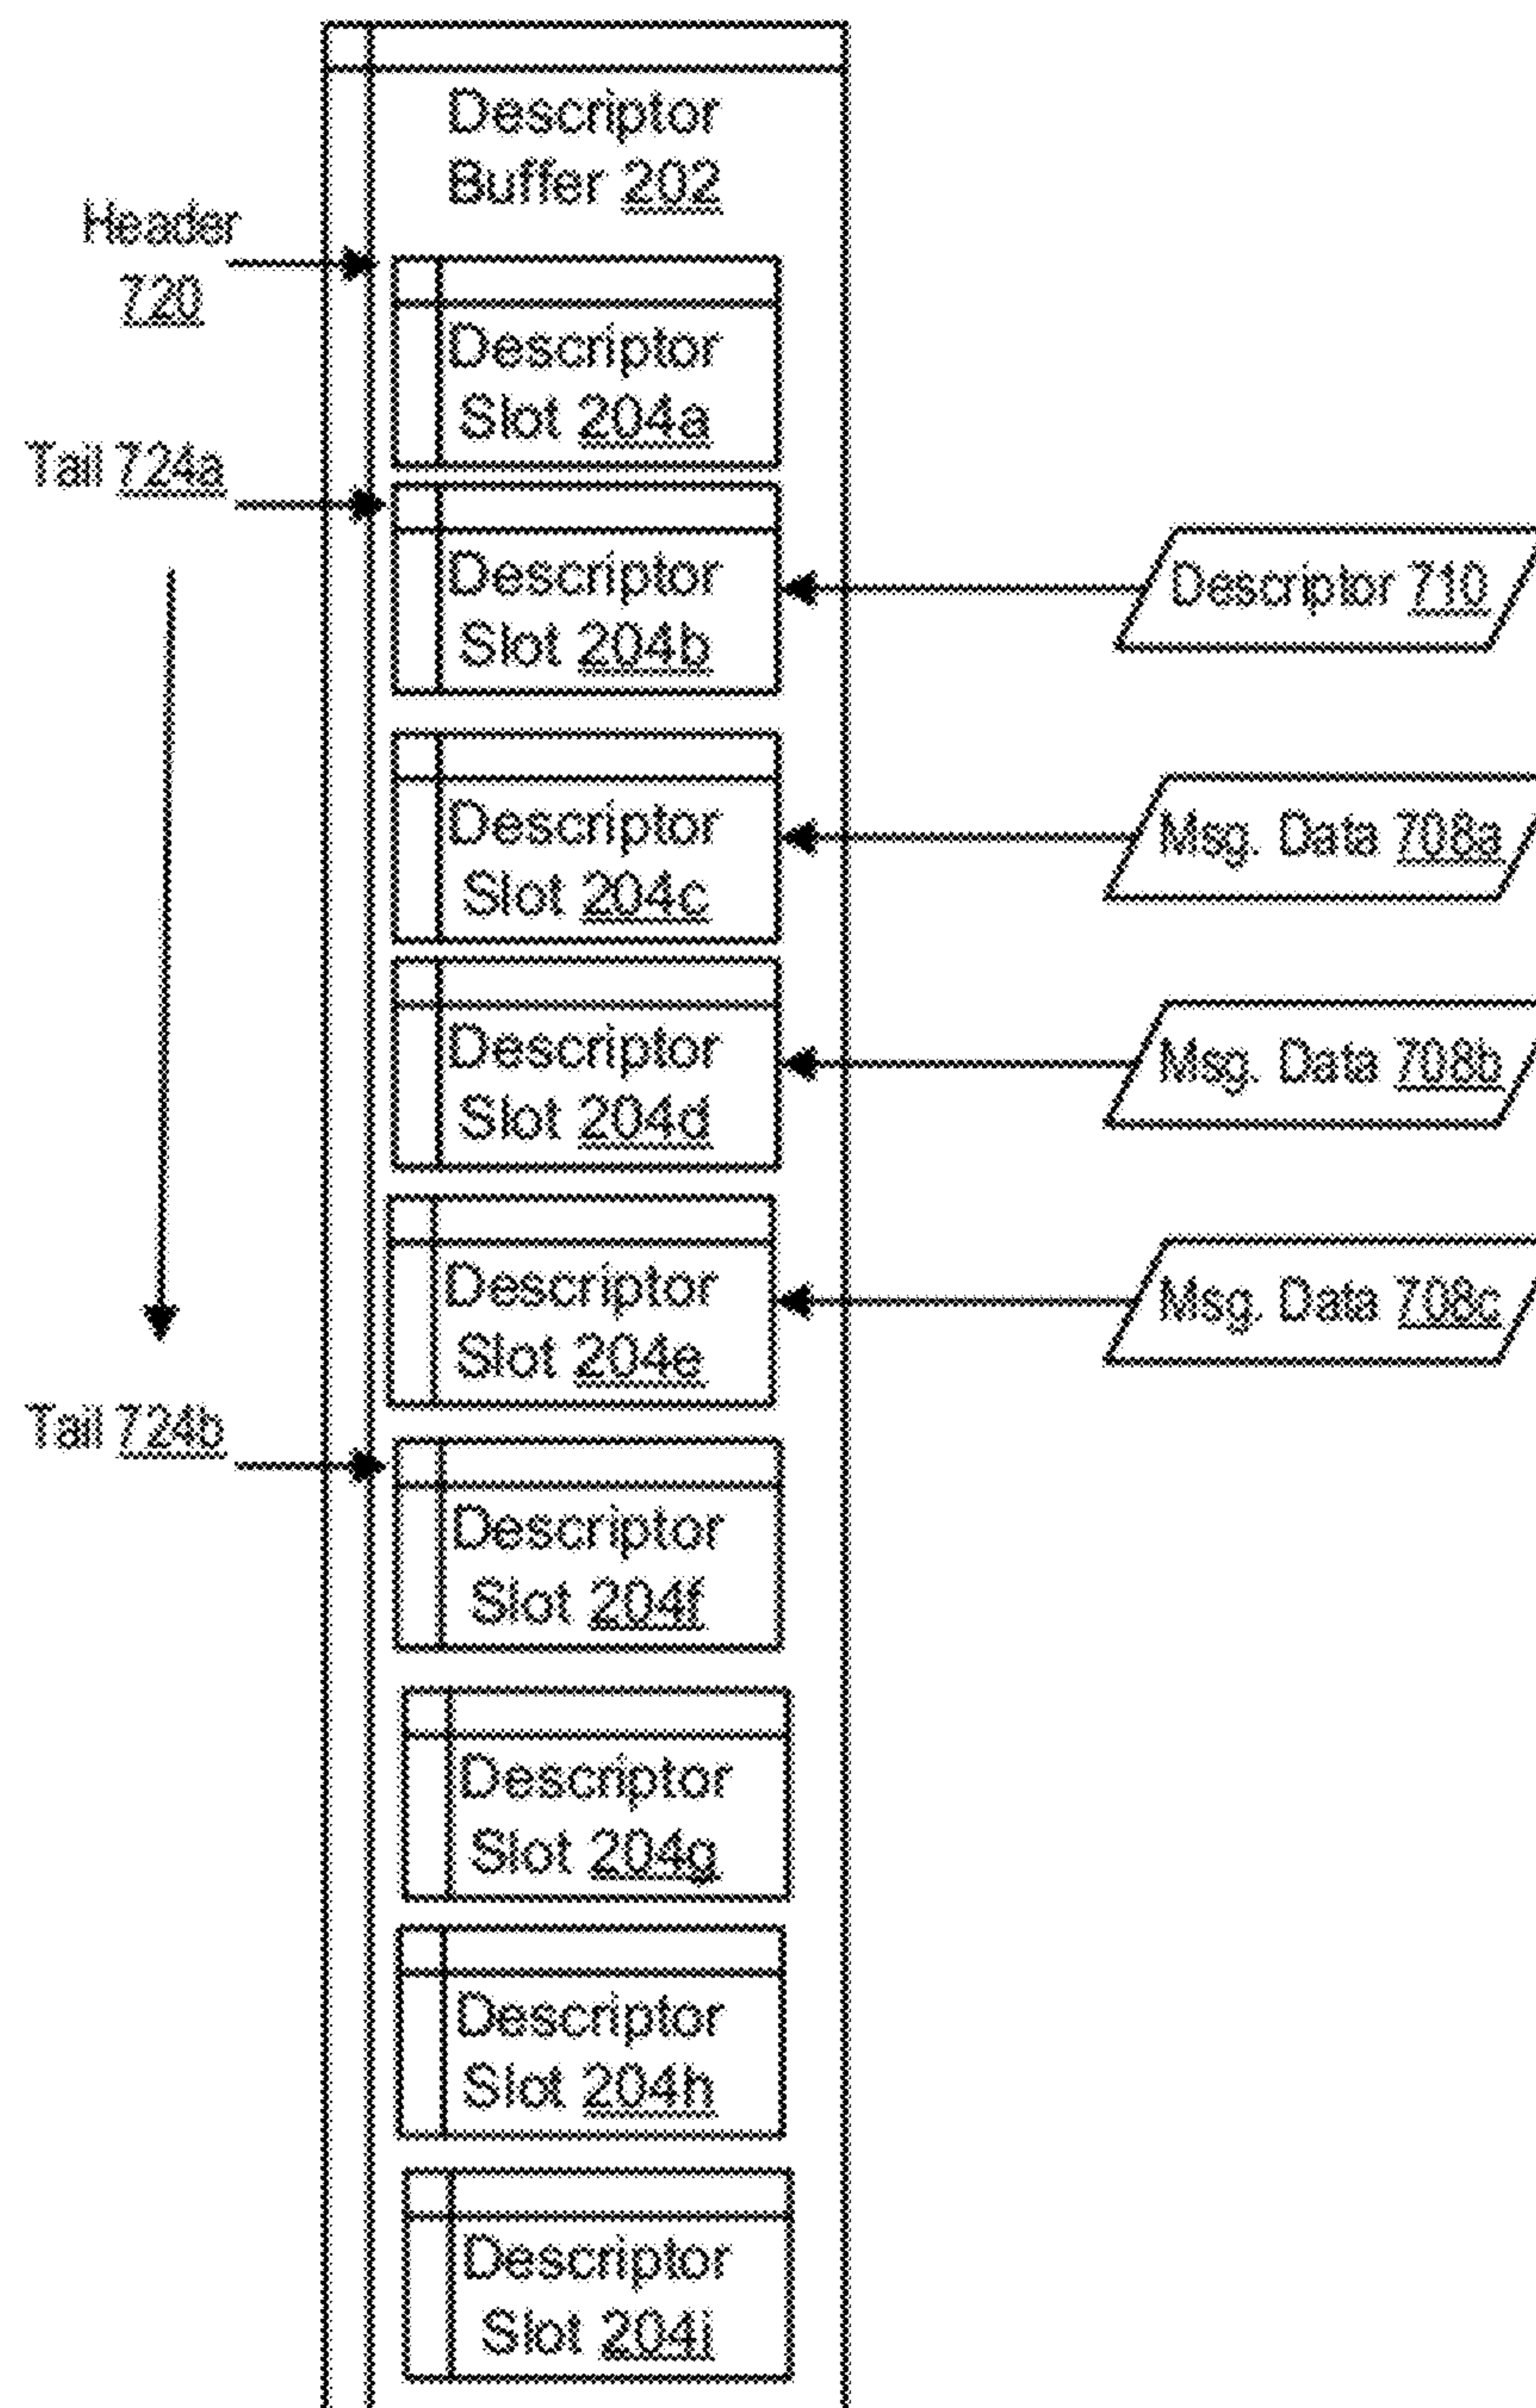 Descriptor
Buffer 202
Header
720
Descriptor
Slot 204a
Tail 724a
Descriptor
Slot 204b
Descriptor 710
Descriptor
Slot 204c
Msg. Data 708a
Descriptor
Slot 204d
Msg. Data 708b
Descriptor
Slot 204e
Msg. Data 708c
Tail 724b
Descriptor
Slot 204f
Descriptor
Slot 204g
Descriptor
Slot 204h
Descriptor
Slot 204i